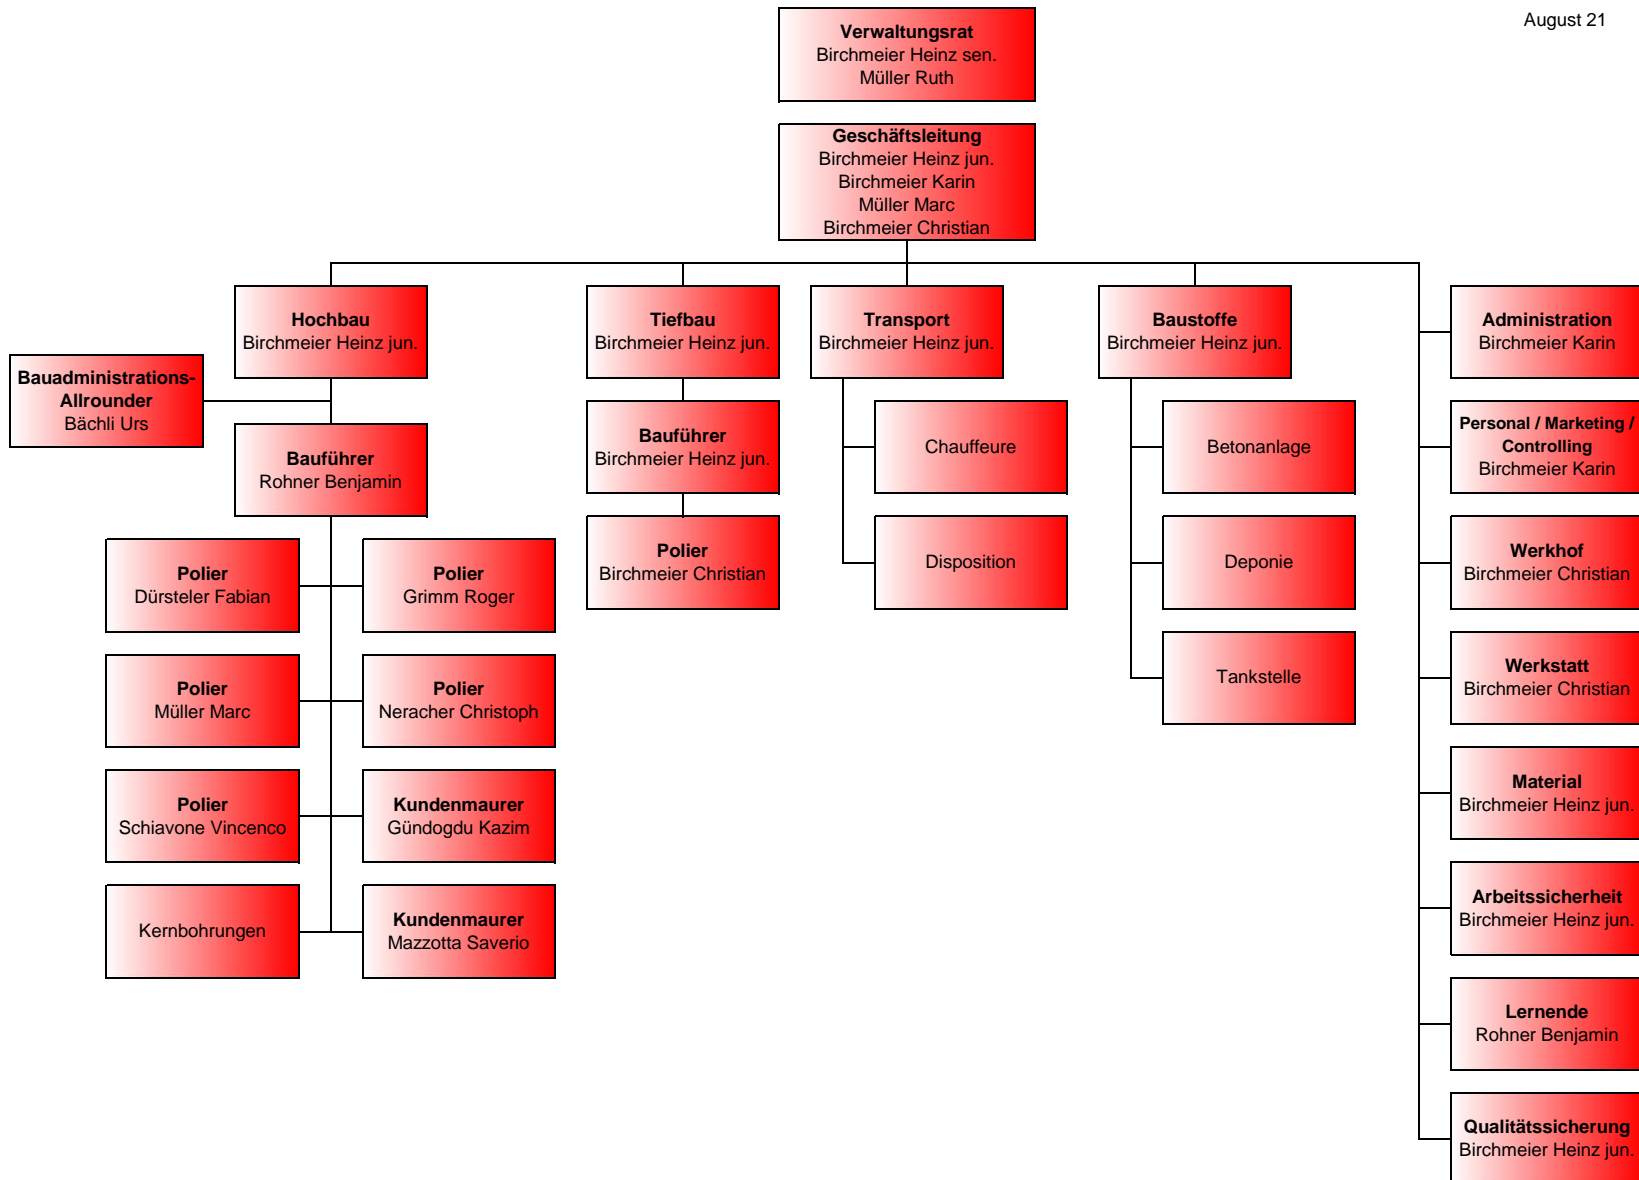 August 21
Verwaltungsrat
Birchmeier Heinz sen.
Müller Ruth
Geschäftsleitung
Birchmeier Heinz jun.
Birchmeier Karin
Müller Marc
Birchmeier Christian
Hochbau
Birchmeier Heinz jun.
Tiefbau
Birchmeier Heinz jun.
Transport
Birchmeier Heinz jun.
Baustoffe
Birchmeier Heinz jun.
Administration
Birchmeier Karin
Bauadministrations-
Allrounder
Bächli Urs
Bauführer
Rohner Benjamin
Bauführer
Birchmeier Heinz jun.
Chauffeure
Betonanlage
Personal / Marketing /
Controlling
Birchmeier Karin
Polier
Dürsteler Fabian
Polier
Grimm Roger
Polier
Birchmeier Christian
Disposition
Deponie
Werkhof
Birchmeier Christian
Polier
Müller Marc
Polier
Neracher Christoph
Tankstelle
Werkstatt
Birchmeier Christian
Polier
Schiavone Vincenco
Kundenmaurer
Gündogdu Kazim
Material
Birchmeier Heinz jun.
Kernbohrungen
Kundenmaurer
Mazzotta Saverio
Arbeitssicherheit
Birchmeier Heinz jun.
Lernende
Rohner Benjamin
Qualitätssicherung
Birchmeier Heinz jun.